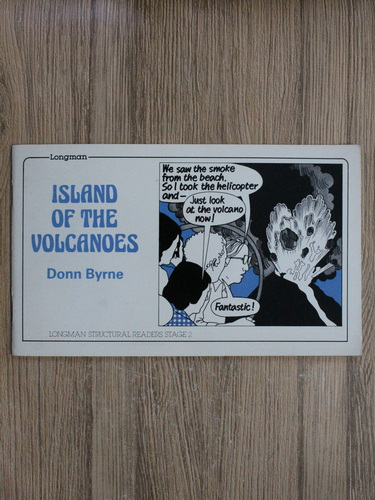 Longman
ISLAND
OF THE
VOLCANOES
Donn Byrne
We saw the smoke
from the beach.
So I took the helicopter
and—
Just look
at the volcano
now!
Fantastic!
LONGMAN STRUCTURAL READERS STAGE 2